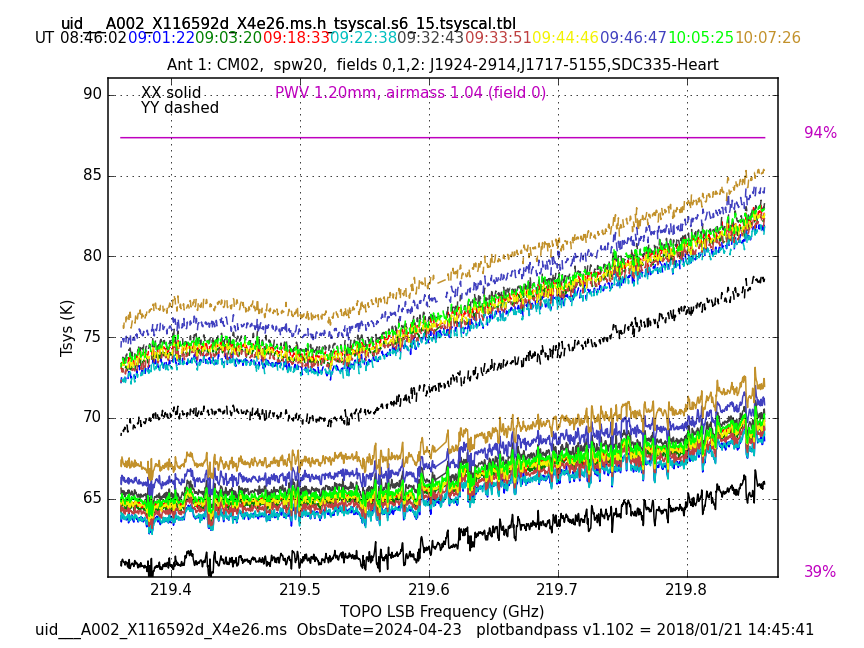 uid___A002_X116592d_X4e26.ms.h_tsyscal.s6_15.tsyscal.tbl
UT 08:46:02 09:01:22 09:03:20 09:18:33 09:22:38 09:32:43 09:33:51 09:44:46 09:46:47 10:05:25 10:07:26
Ant 1: CM02,  spw20,  fields 0,1,2: J1924-2914,J1717-5155,SDC335-Heart
XX solid
YY dashed
PWV 1.20mm, airmass 1.04 (field 0)
90
94%
85
80
75
70
65
Tsys (K)
39%
219.4 219.5 219.6 219.7 219.8
TOPO LSB Frequency (GHz)
uid___A002_X116592d_X4e26.ms  ObsDate=2024-04-23   plotbandpass v1.102 = 2018/01/21 14:45:41